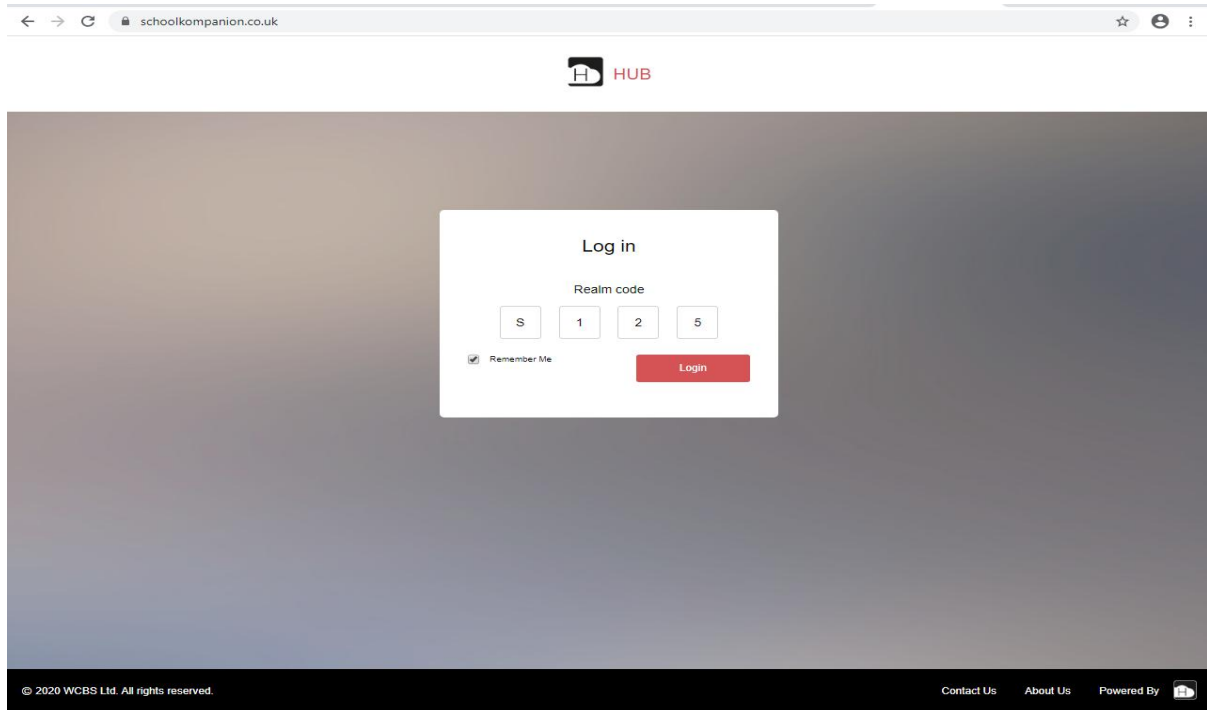 schoolkompanion.co.uk
H HUB
Log in
Realm code
S 1 2 5
Remember Me
Login
© 2020 WCBS Ltd. All rights reserved.
Contact Us About Us Powered By H